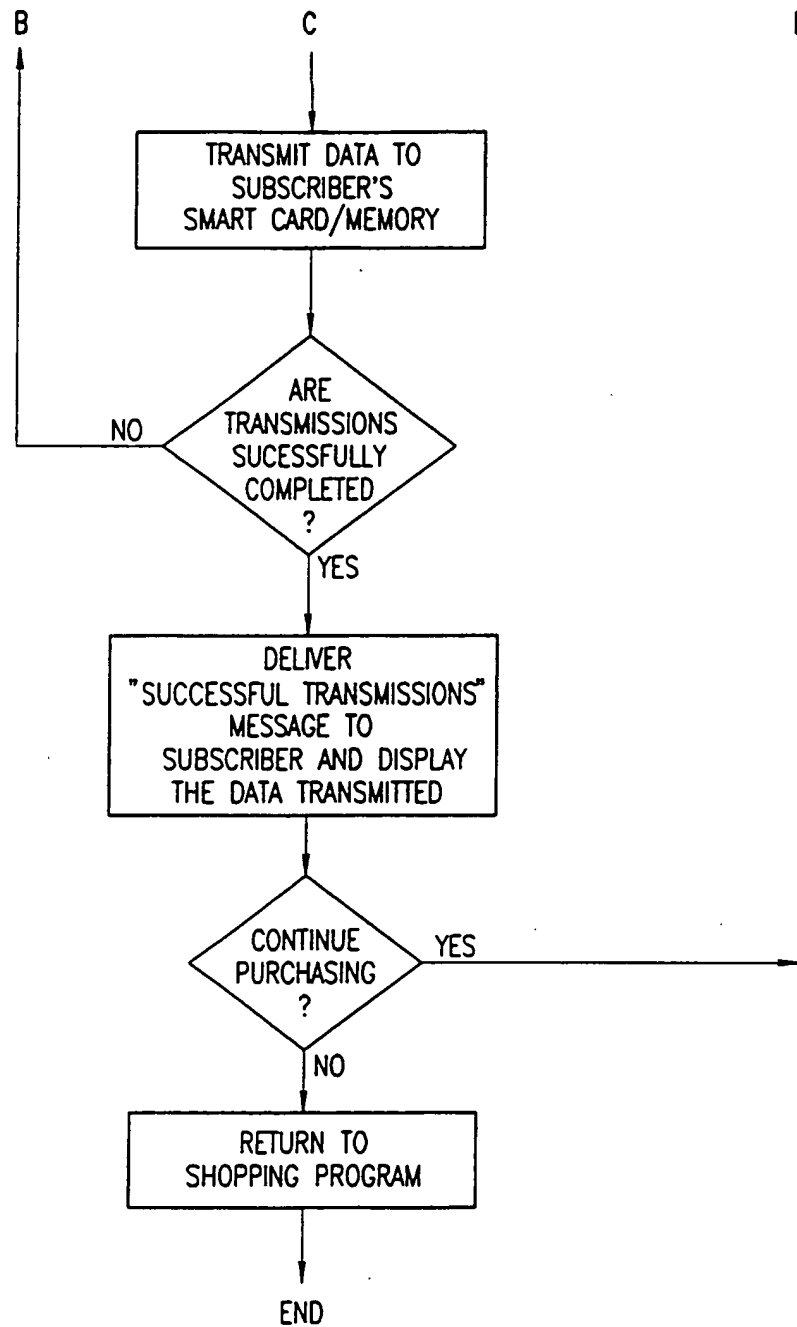 B
C
TRANSMIT DATA TO
SUBSCRIBER'S
SMART CARD/MEMORY
ARE
TRANSMISSIONS
SUCESSFULLY
COMPLETED
?
NO
YES
DELIVER
"SUCCESSFUL TRANSMISSIONS"
MESSAGE TO
SUBSCRIBER AND DISPLAY
THE DATA TRANSMITTED
CONTINUE
PURCHASING
?
YES
NO
RETURN TO
SHOPPING PROGRAM
END